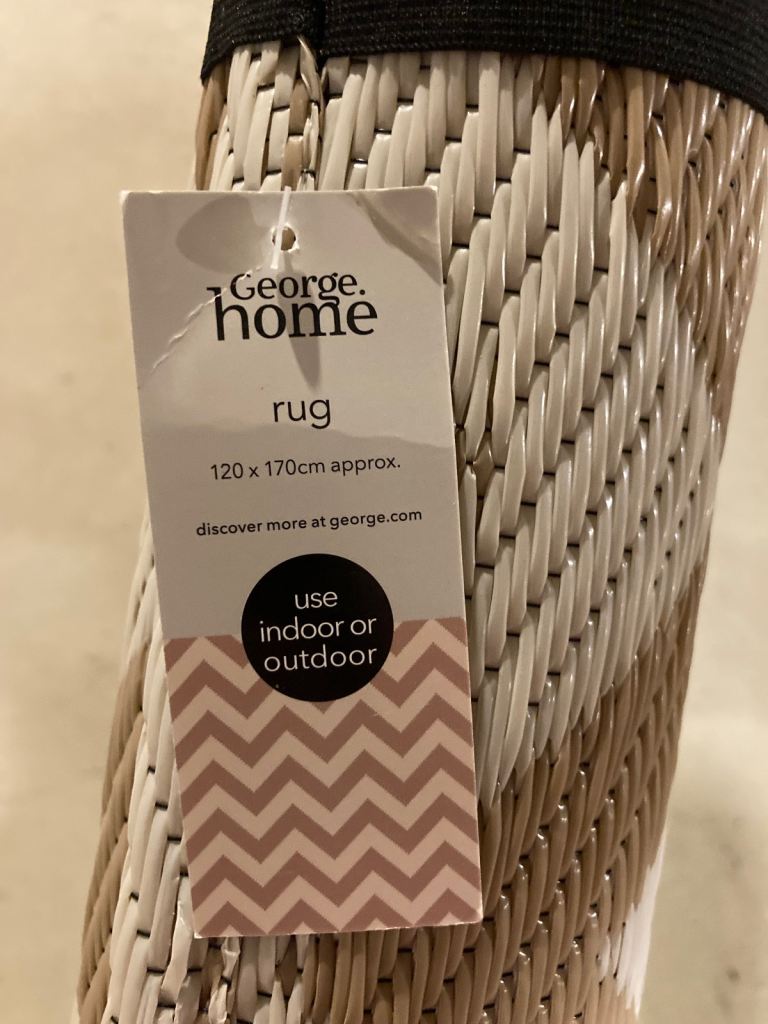 George.
home
rug
120 x 170cm approx.
discover more at george.com
use
indoor or
outdoor